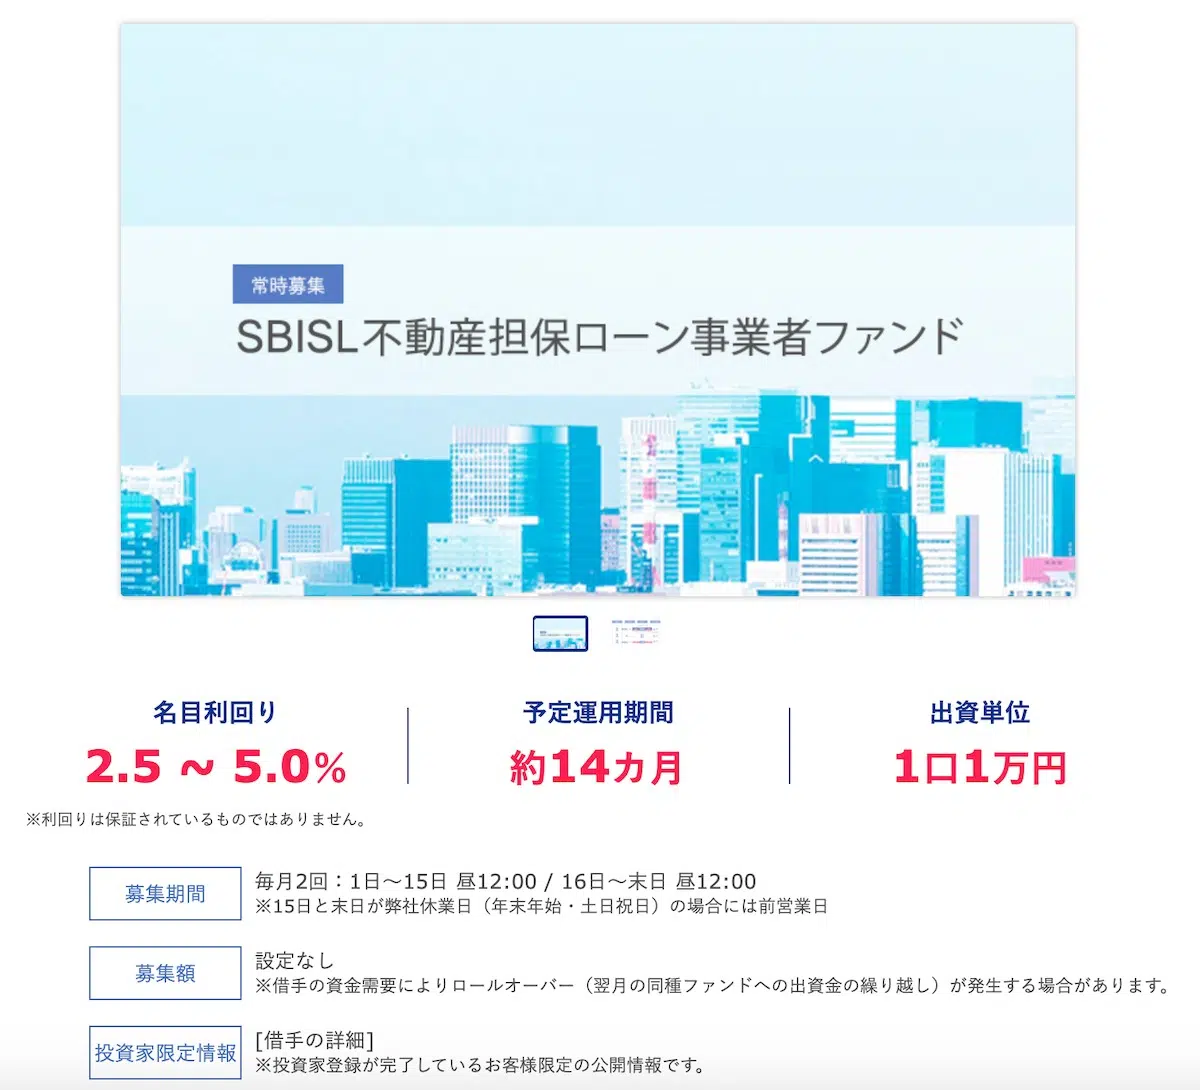 常時募集
SBISL不動産担保ローン事業者ファンド
名目利回り
2.5 ~ 5.0%
※利回りは保証されているものではありません。
予定運用期間
約14カ月
出資単位
1口1万円
募集期間
毎月2回：1日〜15日 昼12:00 / 16日〜末日 昼12:00
※15日と末日が弊社休業日（年末年始・土日祝日）の場合には前営業日
募集額
設定なし
※借手の資金需要によりロールオーバー（翌月の同種ファンドへの出資金の繰り越し）が発生する場合があります。
投資家限定情報
[借手の詳細]
※投資家登録が完了しているお客様限定の公開情報です。